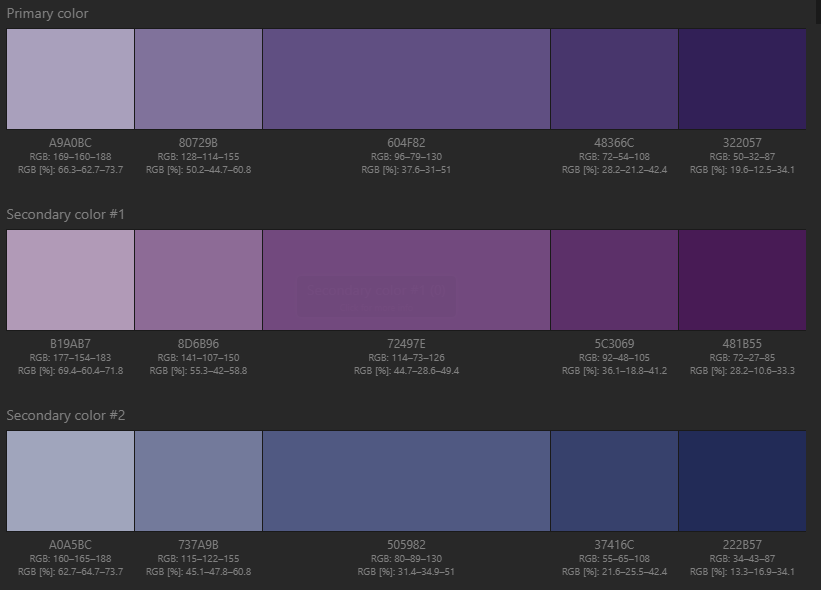 Primary color
A9A0BC 80729B 604F82 48366C 322057
RGB: 169–160–188 RGB: 128–114–155 RGB: 96–79–130 RGB: 72–54–108 RGB: 50–32–87
RGB [%]: 66.3–62.7–73.7 RGB [%]: 50.2–44.7–60.8 RGB [%]: 37.6–31–51 RGB [%]: 28.2–21.2–42.4 RGB [%]: 19.6–12.5–34.1
Secondary color #1
B19AB7 8D6B96 72497E 5C3069 481B55
RGB: 177–154–183 RGB: 141–107–150 RGB: 114–73–126 RGB: 92–48–105 RGB: 72–27–85
RGB [%]: 69.4–60.4–71.8 RGB [%]: 55.3–42–58.8 RGB [%]: 44.7–28.6–49.4 RGB [%]: 36.1–18.8–41.2 RGB [%]: 28.2–10.6–33.3
Secondary color #2
A0A5BC 737A9B 505982 37416C 222B57
RGB: 160–165–188 RGB: 115–122–155 RGB: 80–89–130 RGB: 55–65–108 RGB: 34–43–87
RGB [%]: 62.7–64.7–73.7 RGB [%]: 45.1–47.8–60.8 RGB [%]: 31.4–34.9–51 RGB [%]: 21.6–25.5–42.4 RGB [%]: 13.3–16.9–34.1